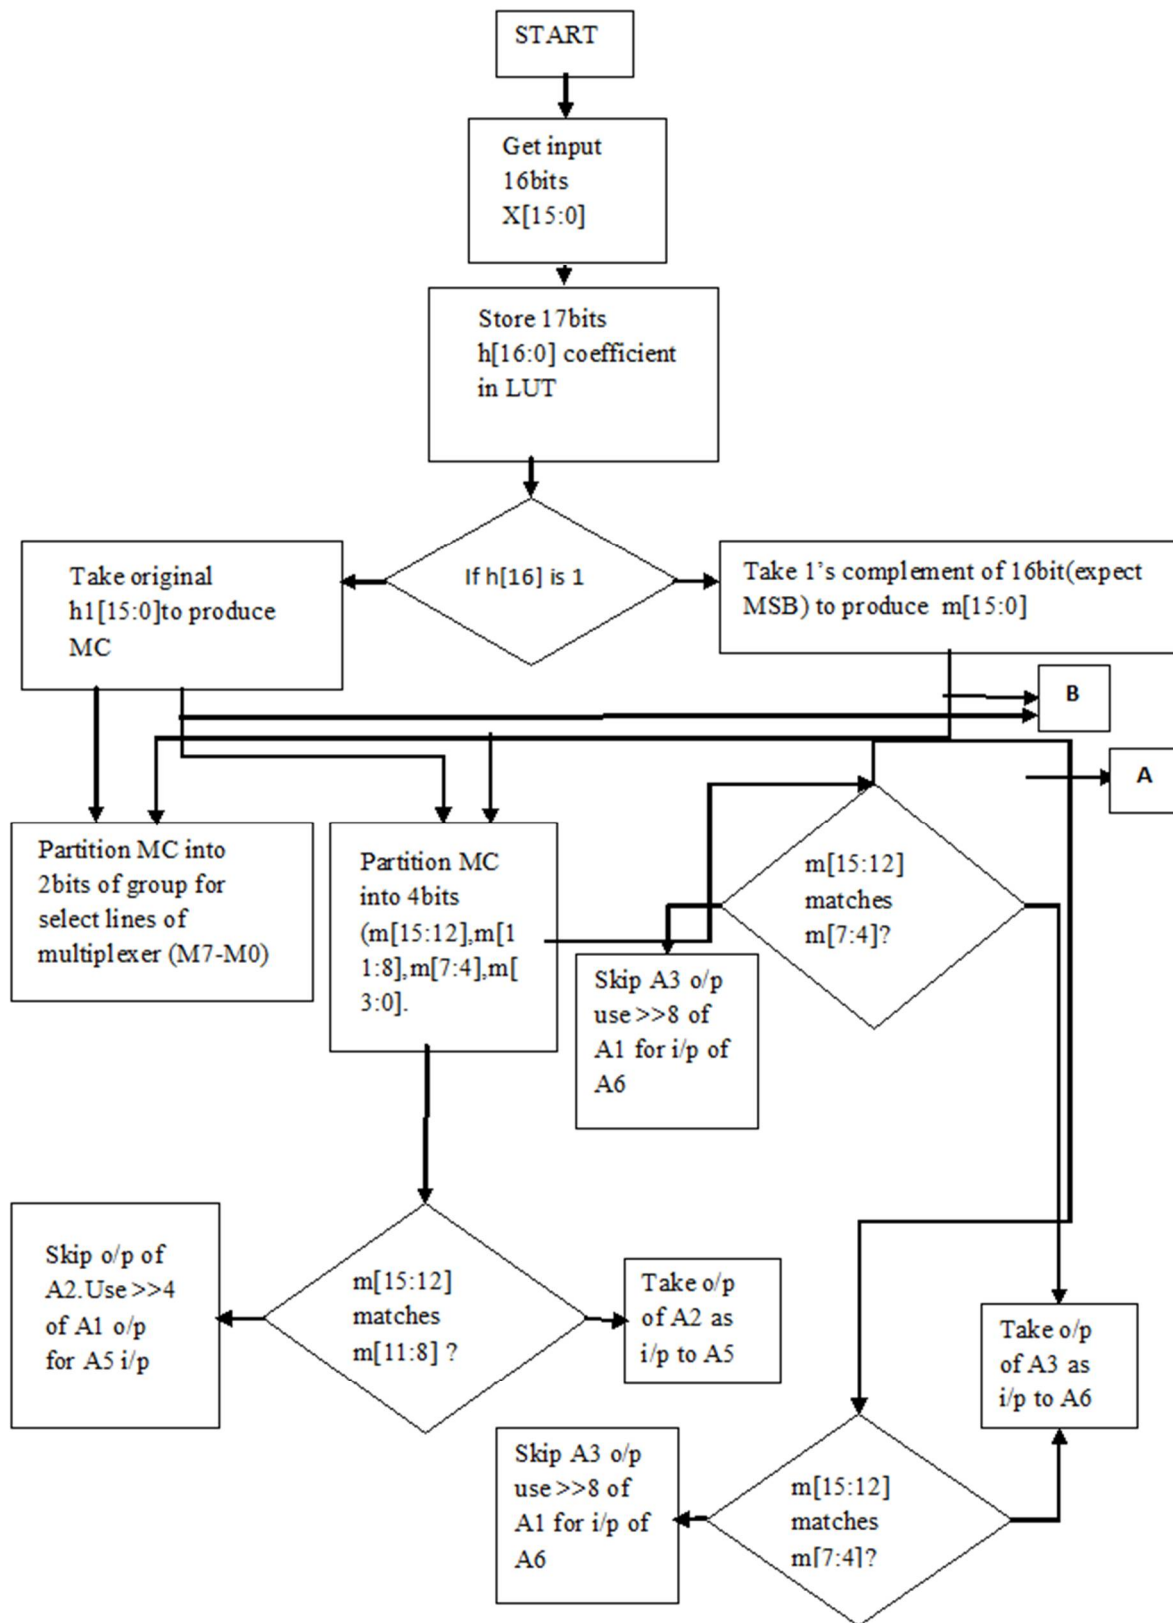 START
Get input
16bits
X[15:0]
Store 17bits
h[16:0] coefficient
in LUT
If h[16] is 1
Take original
h1[15:0]to produce
MC
Take 1's complement of 16bit(expect
MSB) to produce m[15:0]
B
A
Partition MC into
2bits of group for
select lines of
multiplexer (M7-M0)
Partition MC
into 4bits
(m[15:12],m[1
1:8],m[7:4],m[
3:0].
m[15:12]
matches
m[7:4]?
Skip A3 o/p
use >>8 of
A1 for i/p of
A6
Skip o/p of
A2.Use >>4
of A1 o/p
for A5 i/p
m[15:12]
matches
m[11:8] ?
Take o/p
of A2 as
i/p to A5
Take o/p
of A3 as
i/p to A6
Skip A3 o/p
use >>8 of
A1 for i/p of
A6
m[15:12]
matches
m[7:4]?